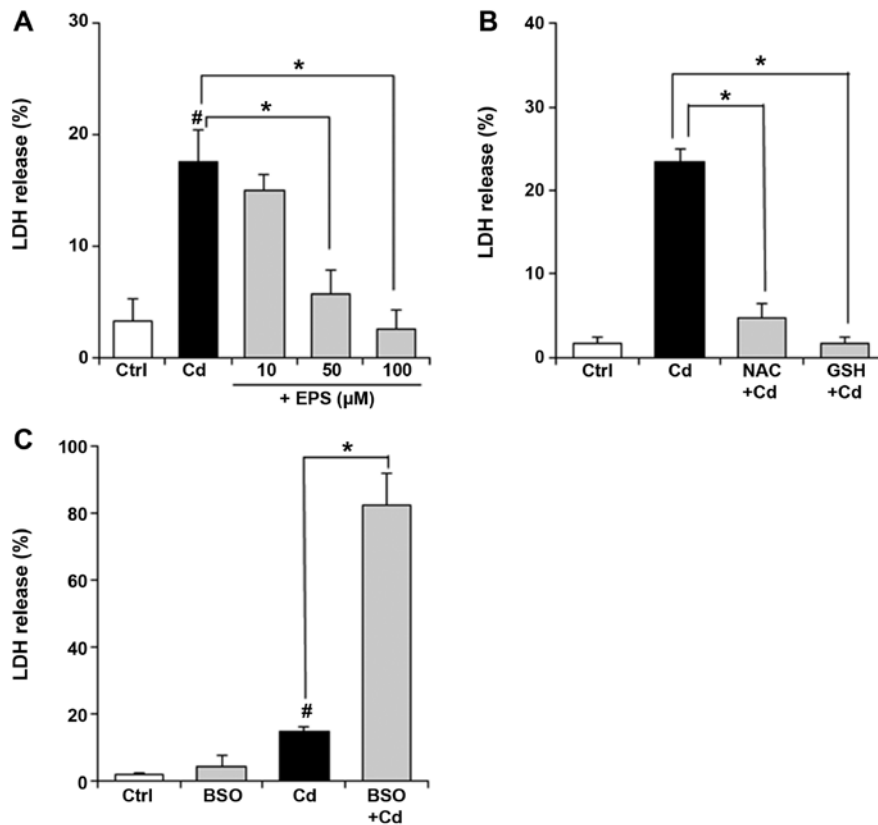 A
B
30
20
10
0
LDH release (%)
*
*
#
Ctrl
Cd
10
50
100
+ EPS (µM)
40
30
20
10
0
LDH release (%)
*
*
Ctrl
Cd
NAC
+Cd
GSH
+Cd
C
100
80
60
40
20
0
LDH release (%)
*
#
Ctrl
BSO
Cd
BSO
+Cd